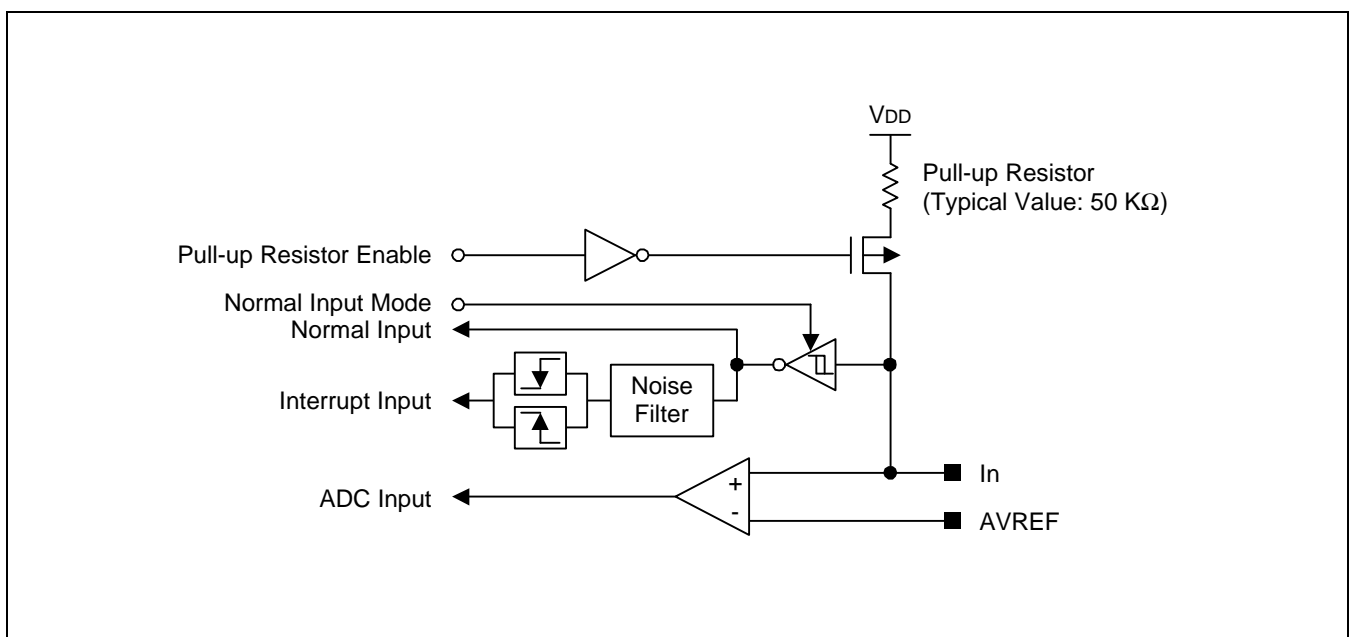 VDD
Pull-up Resistor
(Typical Value: 50 KΩ)
Pull-up Resistor Enable
Normal Input Mode
Normal Input
Noise
Filter
Interrupt Input
+
-
ADC Input
In
AVREF